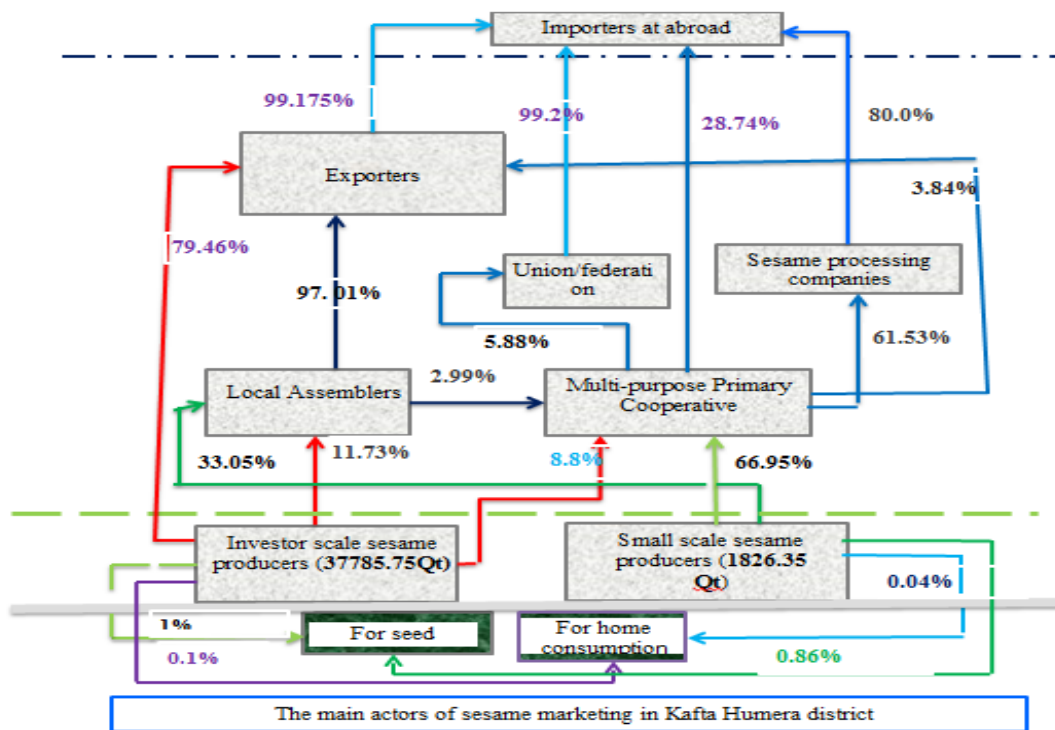 Importers at abroad
99.175%
99.2%
28.74%
80.0%
Exporters
3.84%
79.46%
Union/federati
on
Sesame processing
companies
97. 01%
5.88%
61.53%
2.99%
Local Assemblers
Multi-purpose Primary
Cooperative
33.05%
11.73%
8.8%
66.95%
Investor scale sesame
producers (37785.75Qt)
Small scale sesame
producers (1826.35
Qt)
0.04%
1%
For seed
For home
consumption
0.1%
0.86%
The main actors of sesame marketing in Kafta Humera district